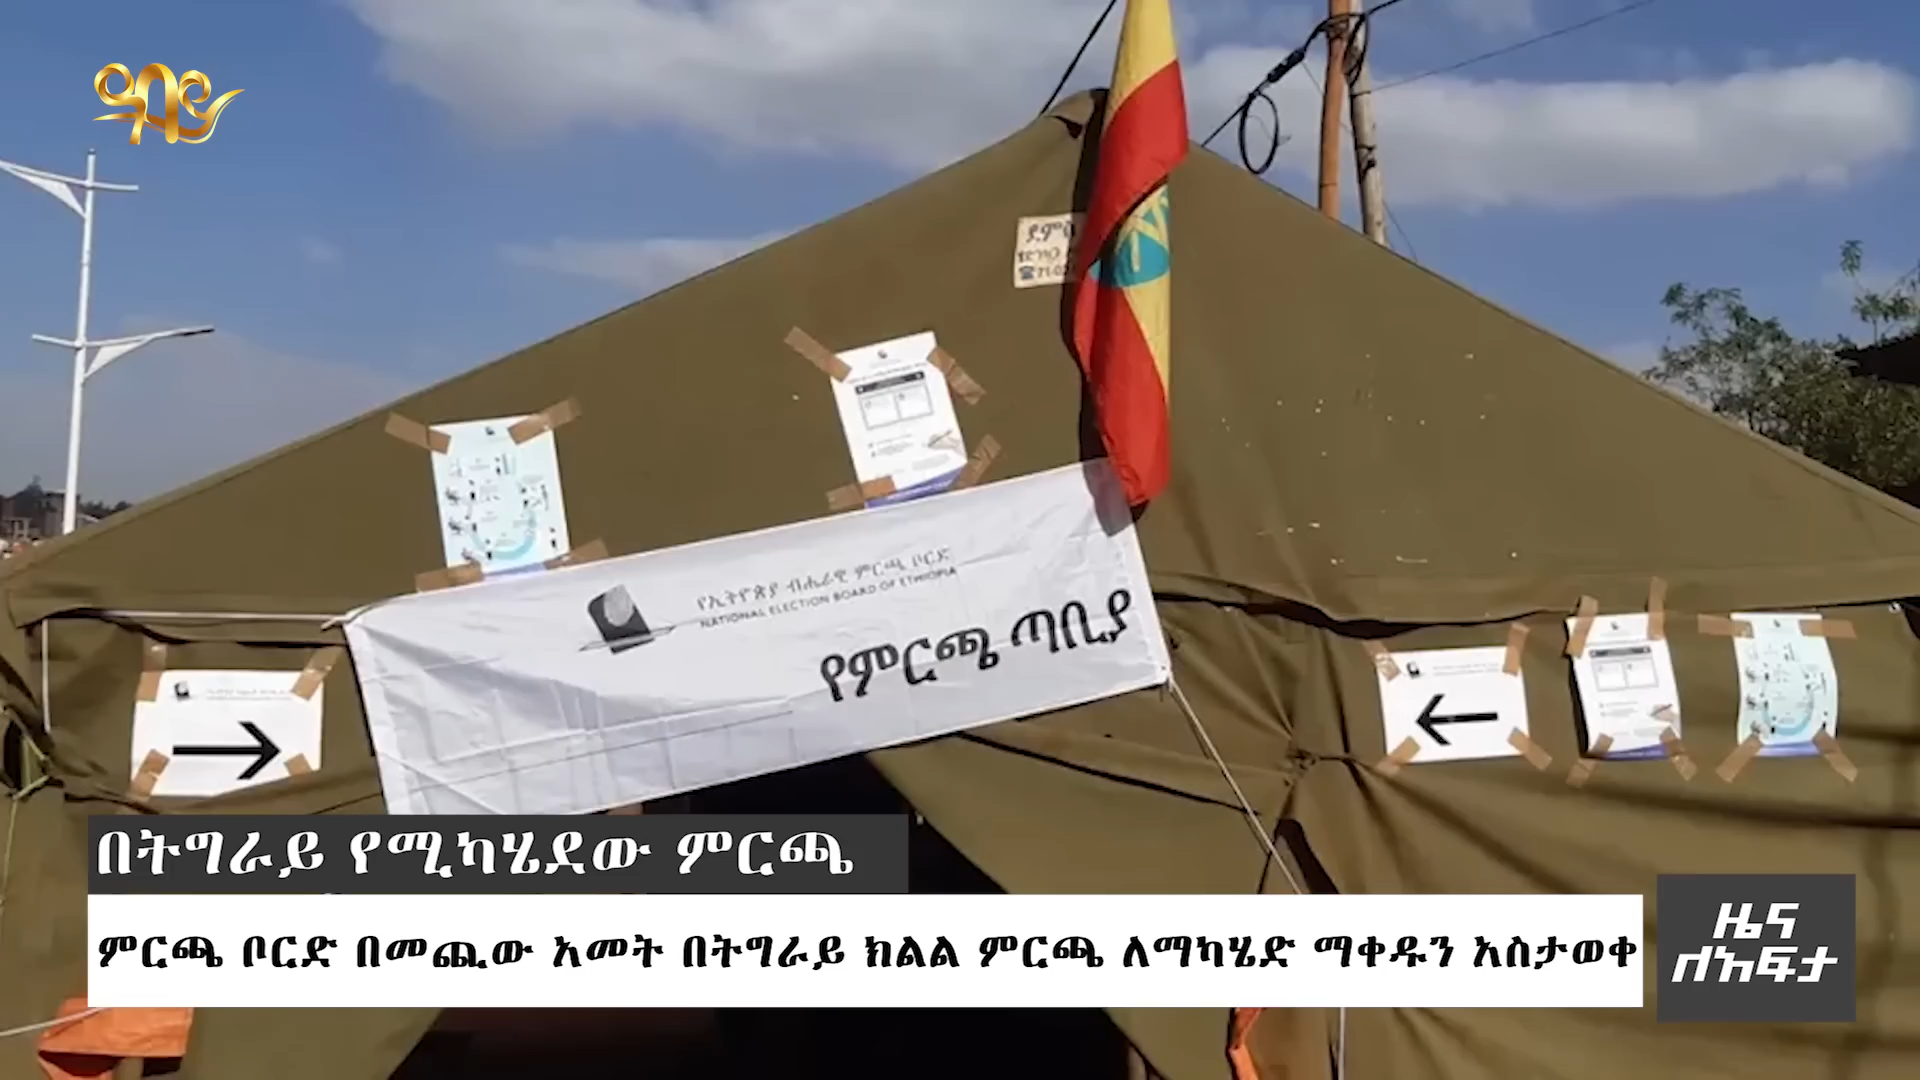 ዓባይ
የኢትዮጵያ ብሔራዊ ምርጫ ቦርድ
NATIONAL ELECTION BOARD OF ETHIOPIA
የምርጫ ጣቢያ
በትግራይ የሚካሄደው ምርጫ
ምርጫ ቦርድ በመጪው አመት በትግራይ ክልል ምርጫ ለማካሄድ ማቀዱን አስታወቀ
ዜና
ለአፍታ